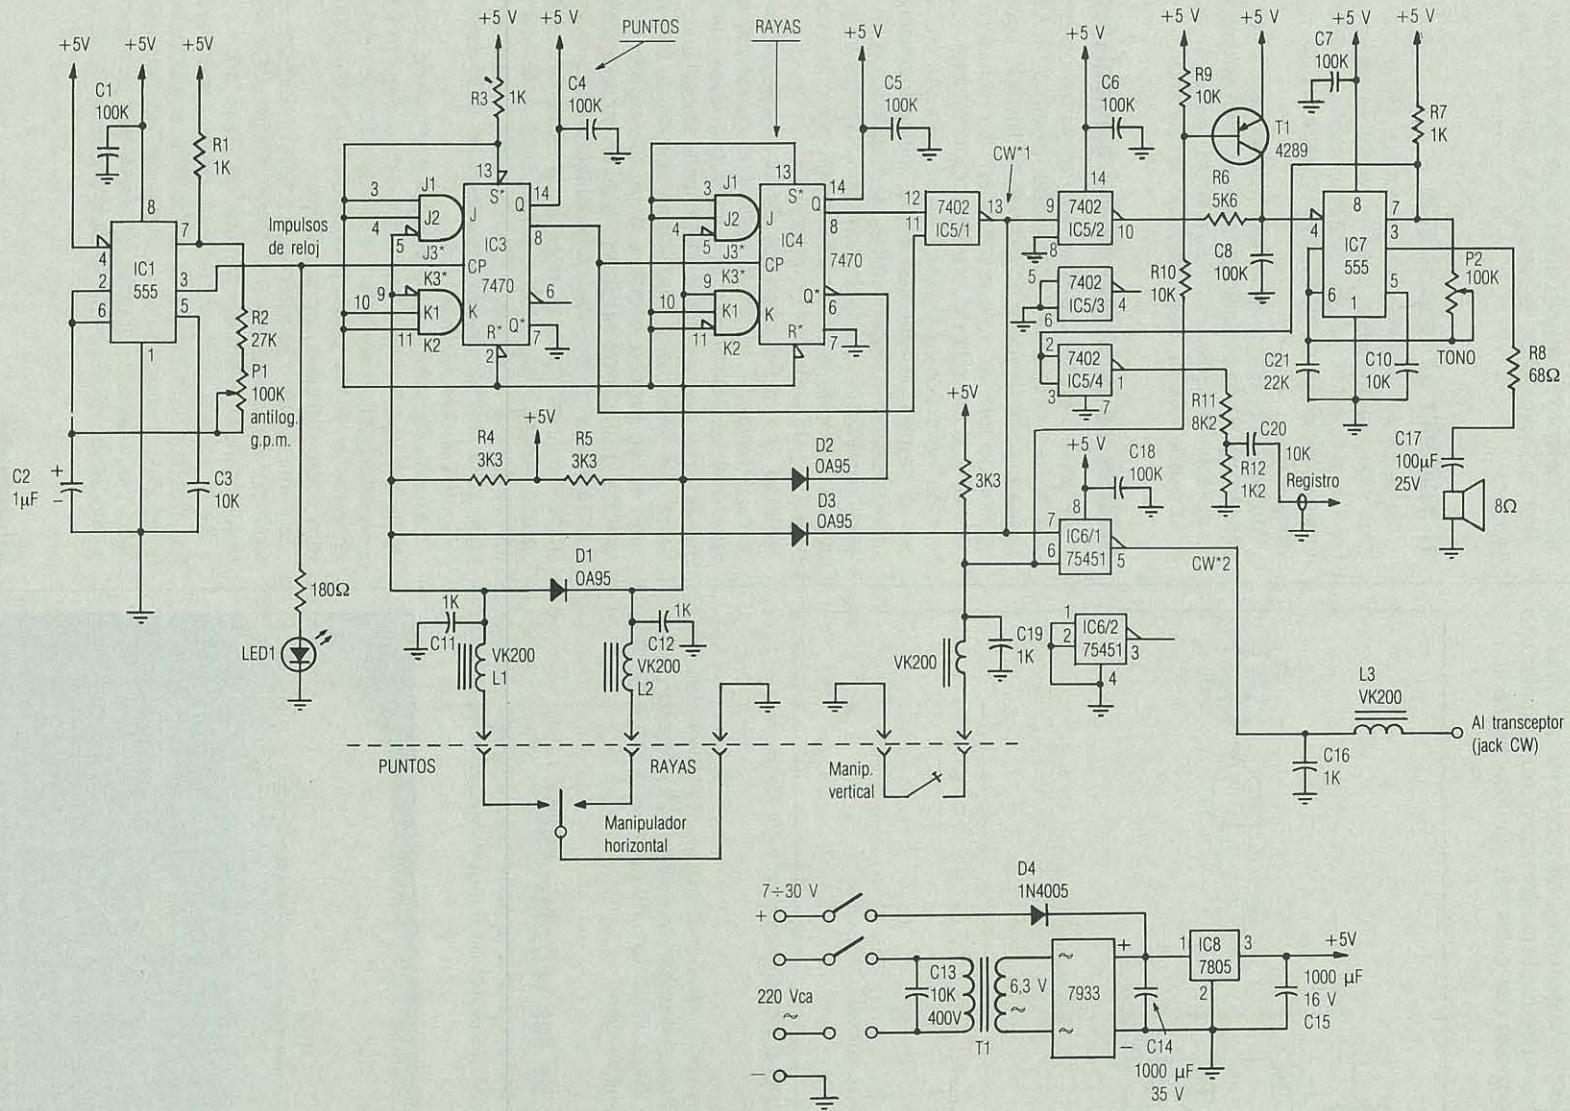 +5V
+5V
+5V
C1
100K
R1
1K
8
7
4
IC1
555
2
3
6
5
1
R2
27K
P1
100K
antilog.
g.p.m.
C2
+
−
1µF
C3
10K
Impulsos
de reloj
180Ω
LED1
+5 V
R3
1K
+5 V
C4
100K
PUNTOS
13
S*
3
J1
J2
J
4
5
J3*
14
Q
8
IC3
CP
7470
9
K3*
10
K1
K
11
K2
6
Q*
7
R*
2
RAYAS
+5 V
C5
100K
13
S*
3
J1
J2
J
4
5
J3*
14
Q
8
IC4
CP
7470
9
K3*
10
K1
K
11
K2
Q*
6
7
R*
R4
3K3
+5V
R5
3K3
D2
OA95
D3
OA95
D1
OA95
1K
C11
VK200
L1
1K
C12
VK200
L2
PUNTOS
RAYAS
Manipulador
horizontal
12
11
7402
IC5/1
13
CW*1
+5 V
C6
100K
14
9
8
7402
IC5/2
10
5
6
7402
IC5/3
4
2
3
7402
IC5/4
1
7
+5 V
R9
10K
R10
10K
+5 V
T1
4289
R6
5K6
C8
100K
C7
100K
+5 V
+5 V
R7
1K
8
7
4
3
IC7
555
6
1
5
P2
100K
TONO
C21
22K
C10
10K
R8
68Ω
C17
100µF
25V
8Ω
R11
8K2
C20
10K
R12
1K2
Registro
+5V
3K3
+5 V
C18
100K
8
7
6
IC6/1
75451
5
CW*2
1
2
IC6/2
75451
3
4
VK200
C19
1K
Manip.
vertical
L3
VK200
C16
1K
Al transceptor
(jack CW)
7÷30 V
+
D4
1N4005
220 Vca
~
−
C13
10K
400V
T1
6,3 V
~
~
~
7933
+
−
C14
1000 µF
35 V
1
IC8
7805
3
2
+5V
1000 µF
16 V
C15